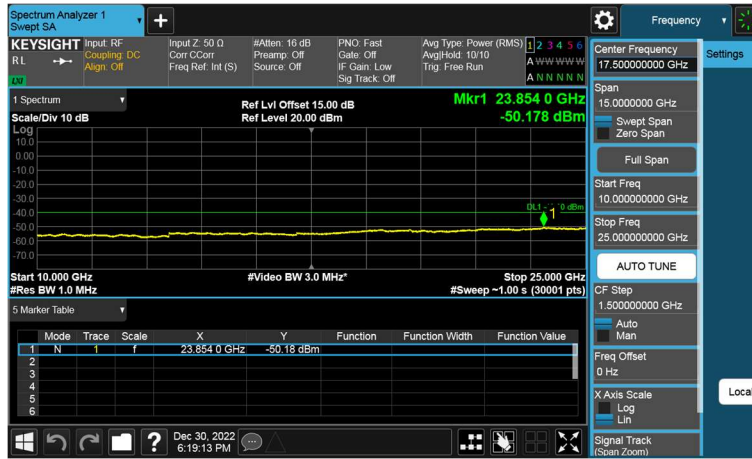 Spectrum Analyzer 1
Swept SA
Frequency
KEYSIGHT
RL
LXI
Input: RF
Coupling: DC
Align: Off
Input Z: 50 Ω
Corr CCorr
Freq Ref: Int (S)
#Atten: 16 dB
Preamp: Off
Source: Off
PNO: Fast
Gate: Off
IF Gain: Low
Sig Track: Off
Avg Type: Power (RMS)
Avg|Hold: 10/10
Trig: Free Run
1 2 3 4 5 6
A W W W W W
A N N N N N
1 Spectrum
Scale/Div 10 dB
Ref Lvl Offset 15.00 dB
Ref Level 20.00 dBm
Mkr1 23.854 0 GHz
-50.178 dBm
Log
10.0
0.00
-10.0
-20.0
-30.0
-40.0
-50.0
-60.0
-70.0
1
Start 10.000 GHz
#Res BW 1.0 MHz
#Video BW 3.0 MHz*
Stop 25.000 GHz
#Sweep ~1.00 s (30001 pts)
5 Marker Table
Mode Trace Scale X Y Function Function Width Function Value
1 N 1 f 23.854 0 GHz -50.18 dBm
2
3
4
5
6
Dec 30, 2022
6:19:13 PM
Center Frequency
17.500000000 GHz
Settings
Span
15.0000000 GHz
Swept Span
Zero Span
Full Span
Start Freq
10.000000000 GHz
Stop Freq
25.000000000 GHz
AUTO TUNE
CF Step
1.500000000 GHz
Auto
Man
Freq Offset
0 Hz
X Axis Scale
Log
Lin
Local
Signal Track
(Span Zoom)